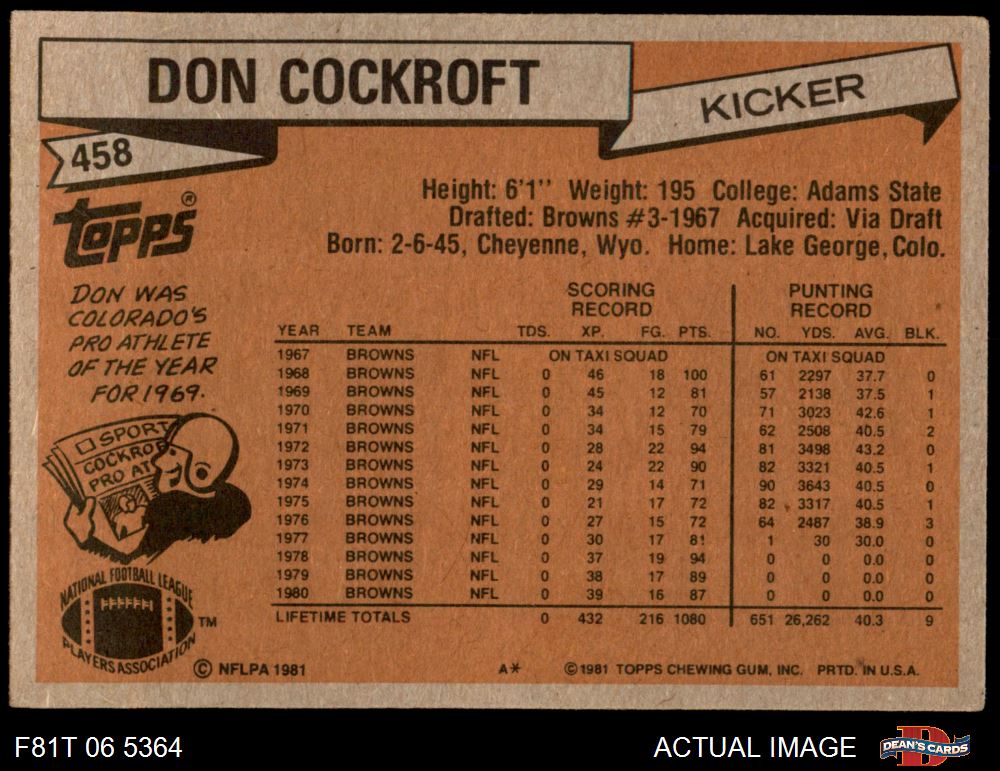 DON COCKROFT
KICKER
458
TOPPS®
Height: 6'1'' Weight: 195 College: Adams State
Drafted: Browns #3-1967 Acquired: Via Draft
Born: 2-6-45, Cheyenne, Wyo. Home: Lake George, Colo.
DON WAS
COLORADO'S
PRO ATHLETE
OF THE YEAR
FOR 1969.
SPORT
COCKROF
PRO AT
SCORING RECORD PUNTING RECORD
YEAR TEAM TDS. XP. FG. PTS. NO. YDS. AVG. BLK.
1967 BROWNS NFL ON TAXI SQUAD ON TAXI SQUAD
1968 BROWNS NFL 0 46 18 100 61 2297 37.7 0
1969 BROWNS NFL 0 45 12 81 57 2138 37.5 1
1970 BROWNS NFL 0 34 12 70 71 3023 42.6 1
1971 BROWNS NFL 0 34 15 79 62 2508 40.5 2
1972 BROWNS NFL 0 28 22 94 81 3498 43.2 0
1973 BROWNS NFL 0 24 22 90 82 3321 40.5 1
1974 BROWNS NFL 0 29 14 71 90 3643 40.5 0
1975 BROWNS NFL 0 21 17 72 82 3317 40.5 1
1976 BROWNS NFL 0 27 15 72 64 2487 38.9 3
1977 BROWNS NFL 0 30 17 81 1 30 30.0 0
1978 BROWNS NFL 0 37 19 94 0 0 0.0 0
1979 BROWNS NFL 0 38 17 89 0 0 0.0 0
1980 BROWNS NFL 0 39 16 87 0 0 0.0 0
LIFETIME TOTALS 0 432 216 1080 651 26,262 40.3 9
NATIONAL FOOTBALL LEAGUE
PLAYERS ASSOCIATION
TM
© NFLPA 1981
A*
©1981 TOPPS CHEWING GUM, INC. PRTD. IN U.S.A.
F81T 06 5364
ACTUAL IMAGE
D
DEAN'S CARDS